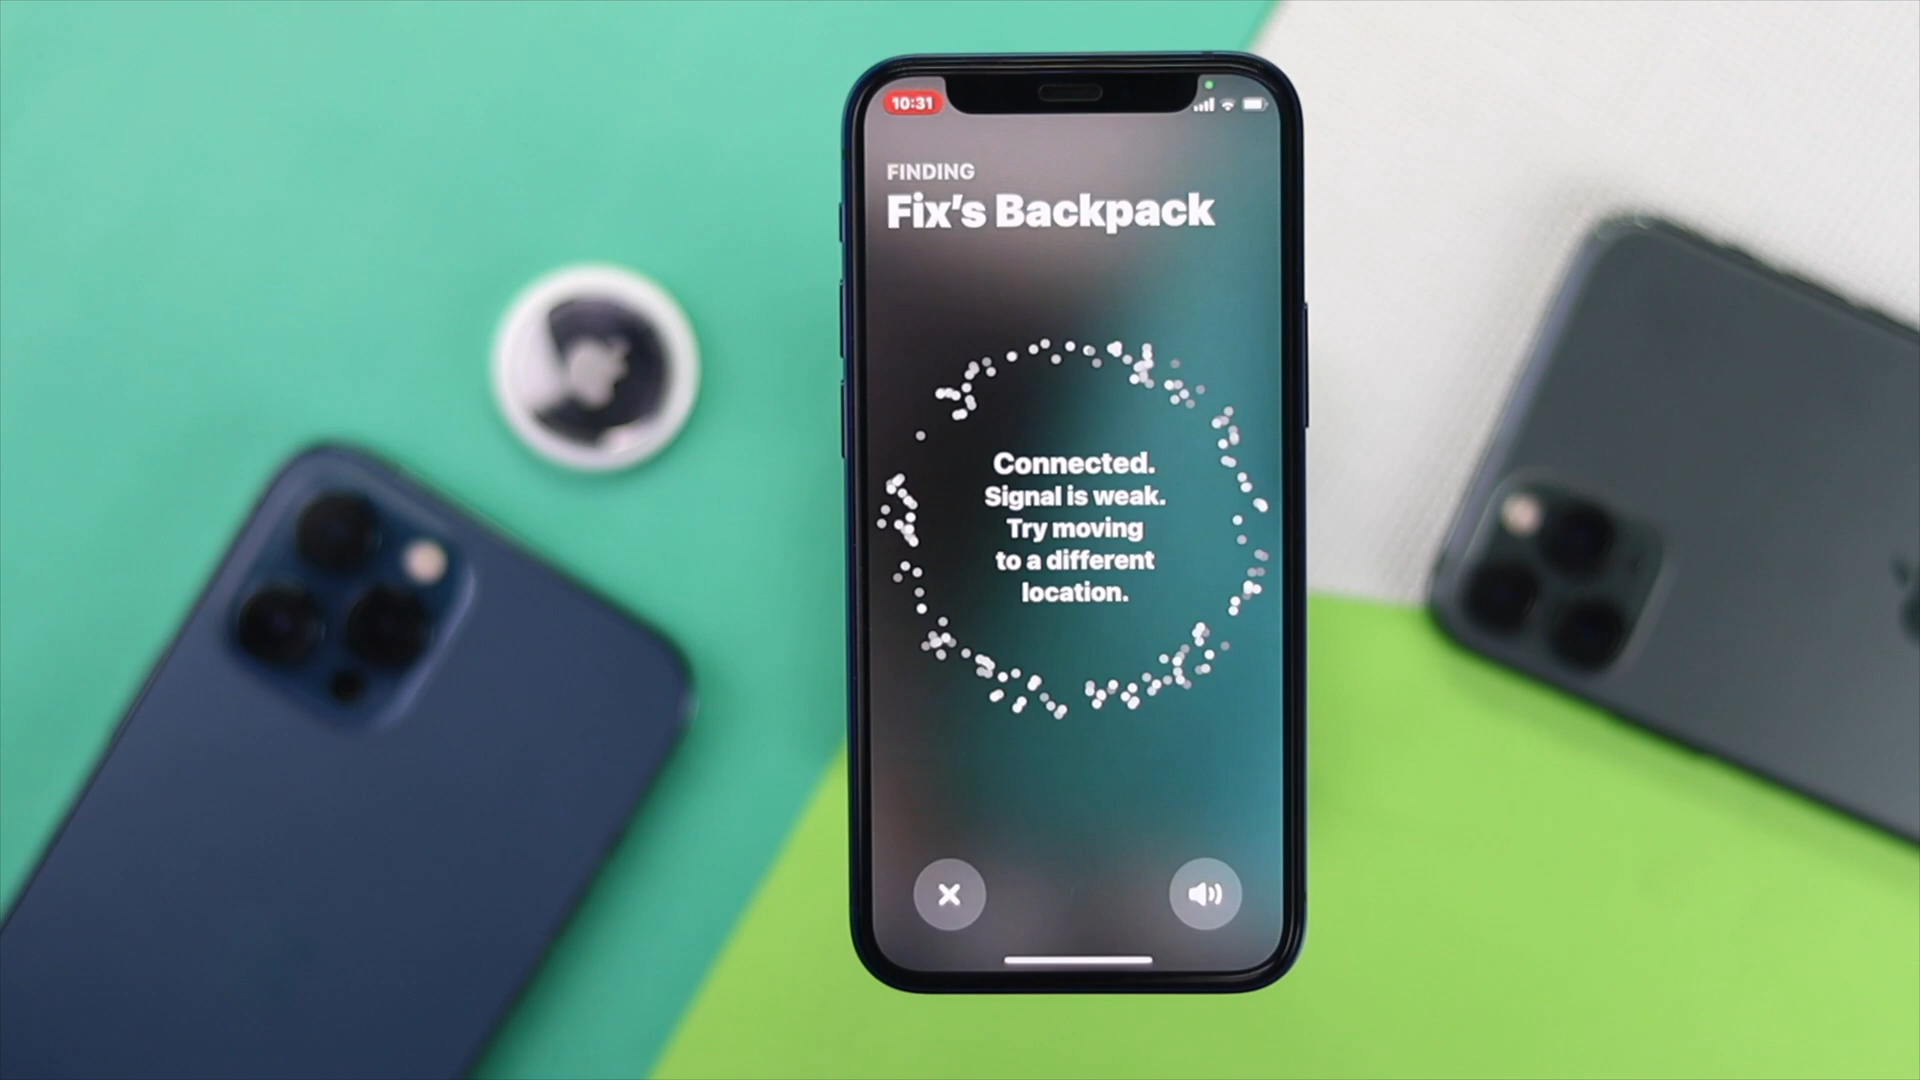 10:31
FINDING
Fix's Backpack
Connected.
Signal is weak.
Try moving
to a different
location.